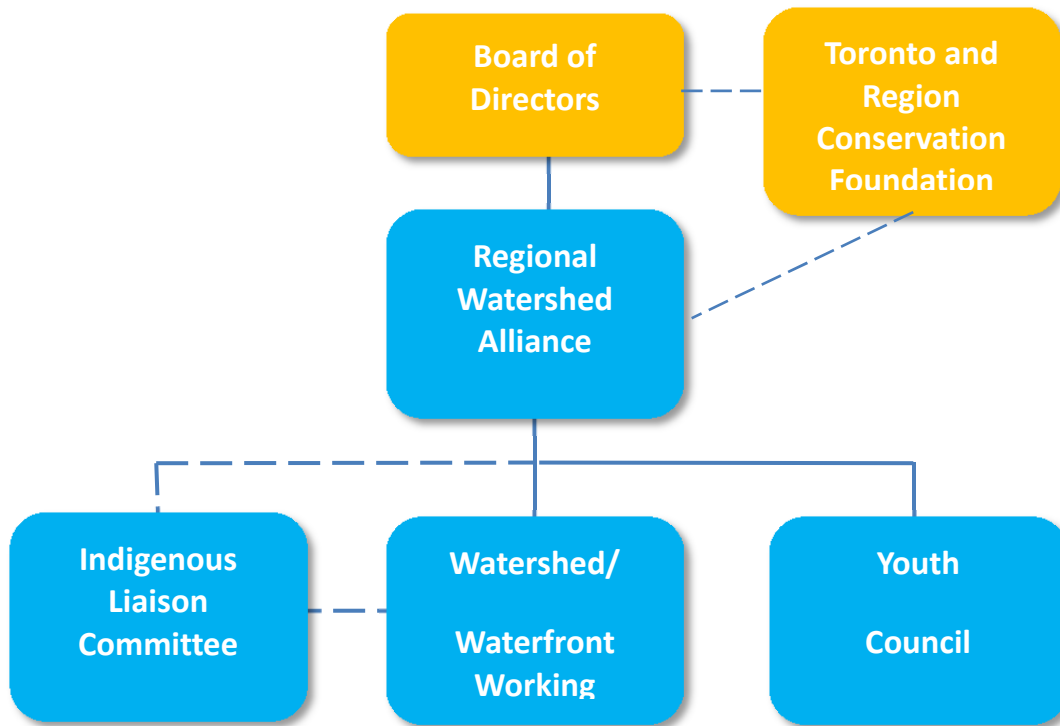 Board of
Directors
Toronto and
Region
Conservation
Foundation
Regional
Watershed
Alliance
Indigenous
Liaison
Committee
Watershed/
Waterfront
Working
Youth
Council